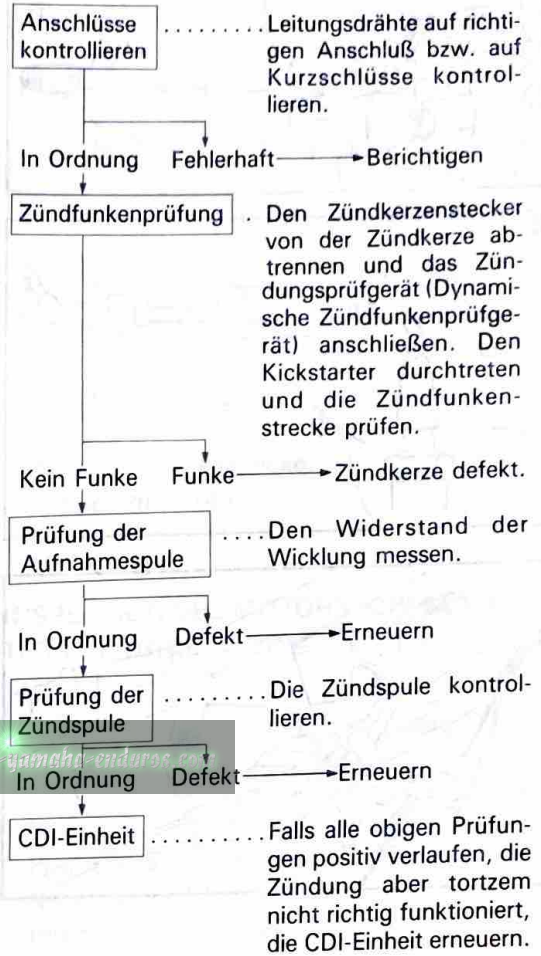 Anschlüsse
kontrollieren
. . . . . . . . . Leitungsdrähte auf richti-
gen Anschluß bzw. auf
Kurzschlüsse kontrol-
lieren.
In Ordnung Fehlerhaft Berichtigen
Zündfunkenprüfung . Den Zündkerzenstecker
von der Zündkerze ab-
trennen und das Zün-
dungsprüfgerät (Dynami-
sche Zündfunkenprüfge-
rät) anschließen. Den
Kickstarter durchtreten
und die Zündfunken-
strecke prüfen.
Kein Funke Funke Zündkerze defekt.
Prüfung der
Aufnahmespule
. . . . Den Widerstand der
Wicklung messen.
In Ordnung Defekt Erneuern
Prüfung der
Zündspule
. . . . . . . . . Die Zündspule kontrol-
lieren.
yamaha-enduros.com
In Ordnung Defekt Erneuern
CDI-Einheit . . . . . . . . . . Falls alle obigen Prüfun-
gen positiv verlaufen, die
Zündung aber tortzem
nicht richtig funktioniert,
die CDI-Einheit erneuern.